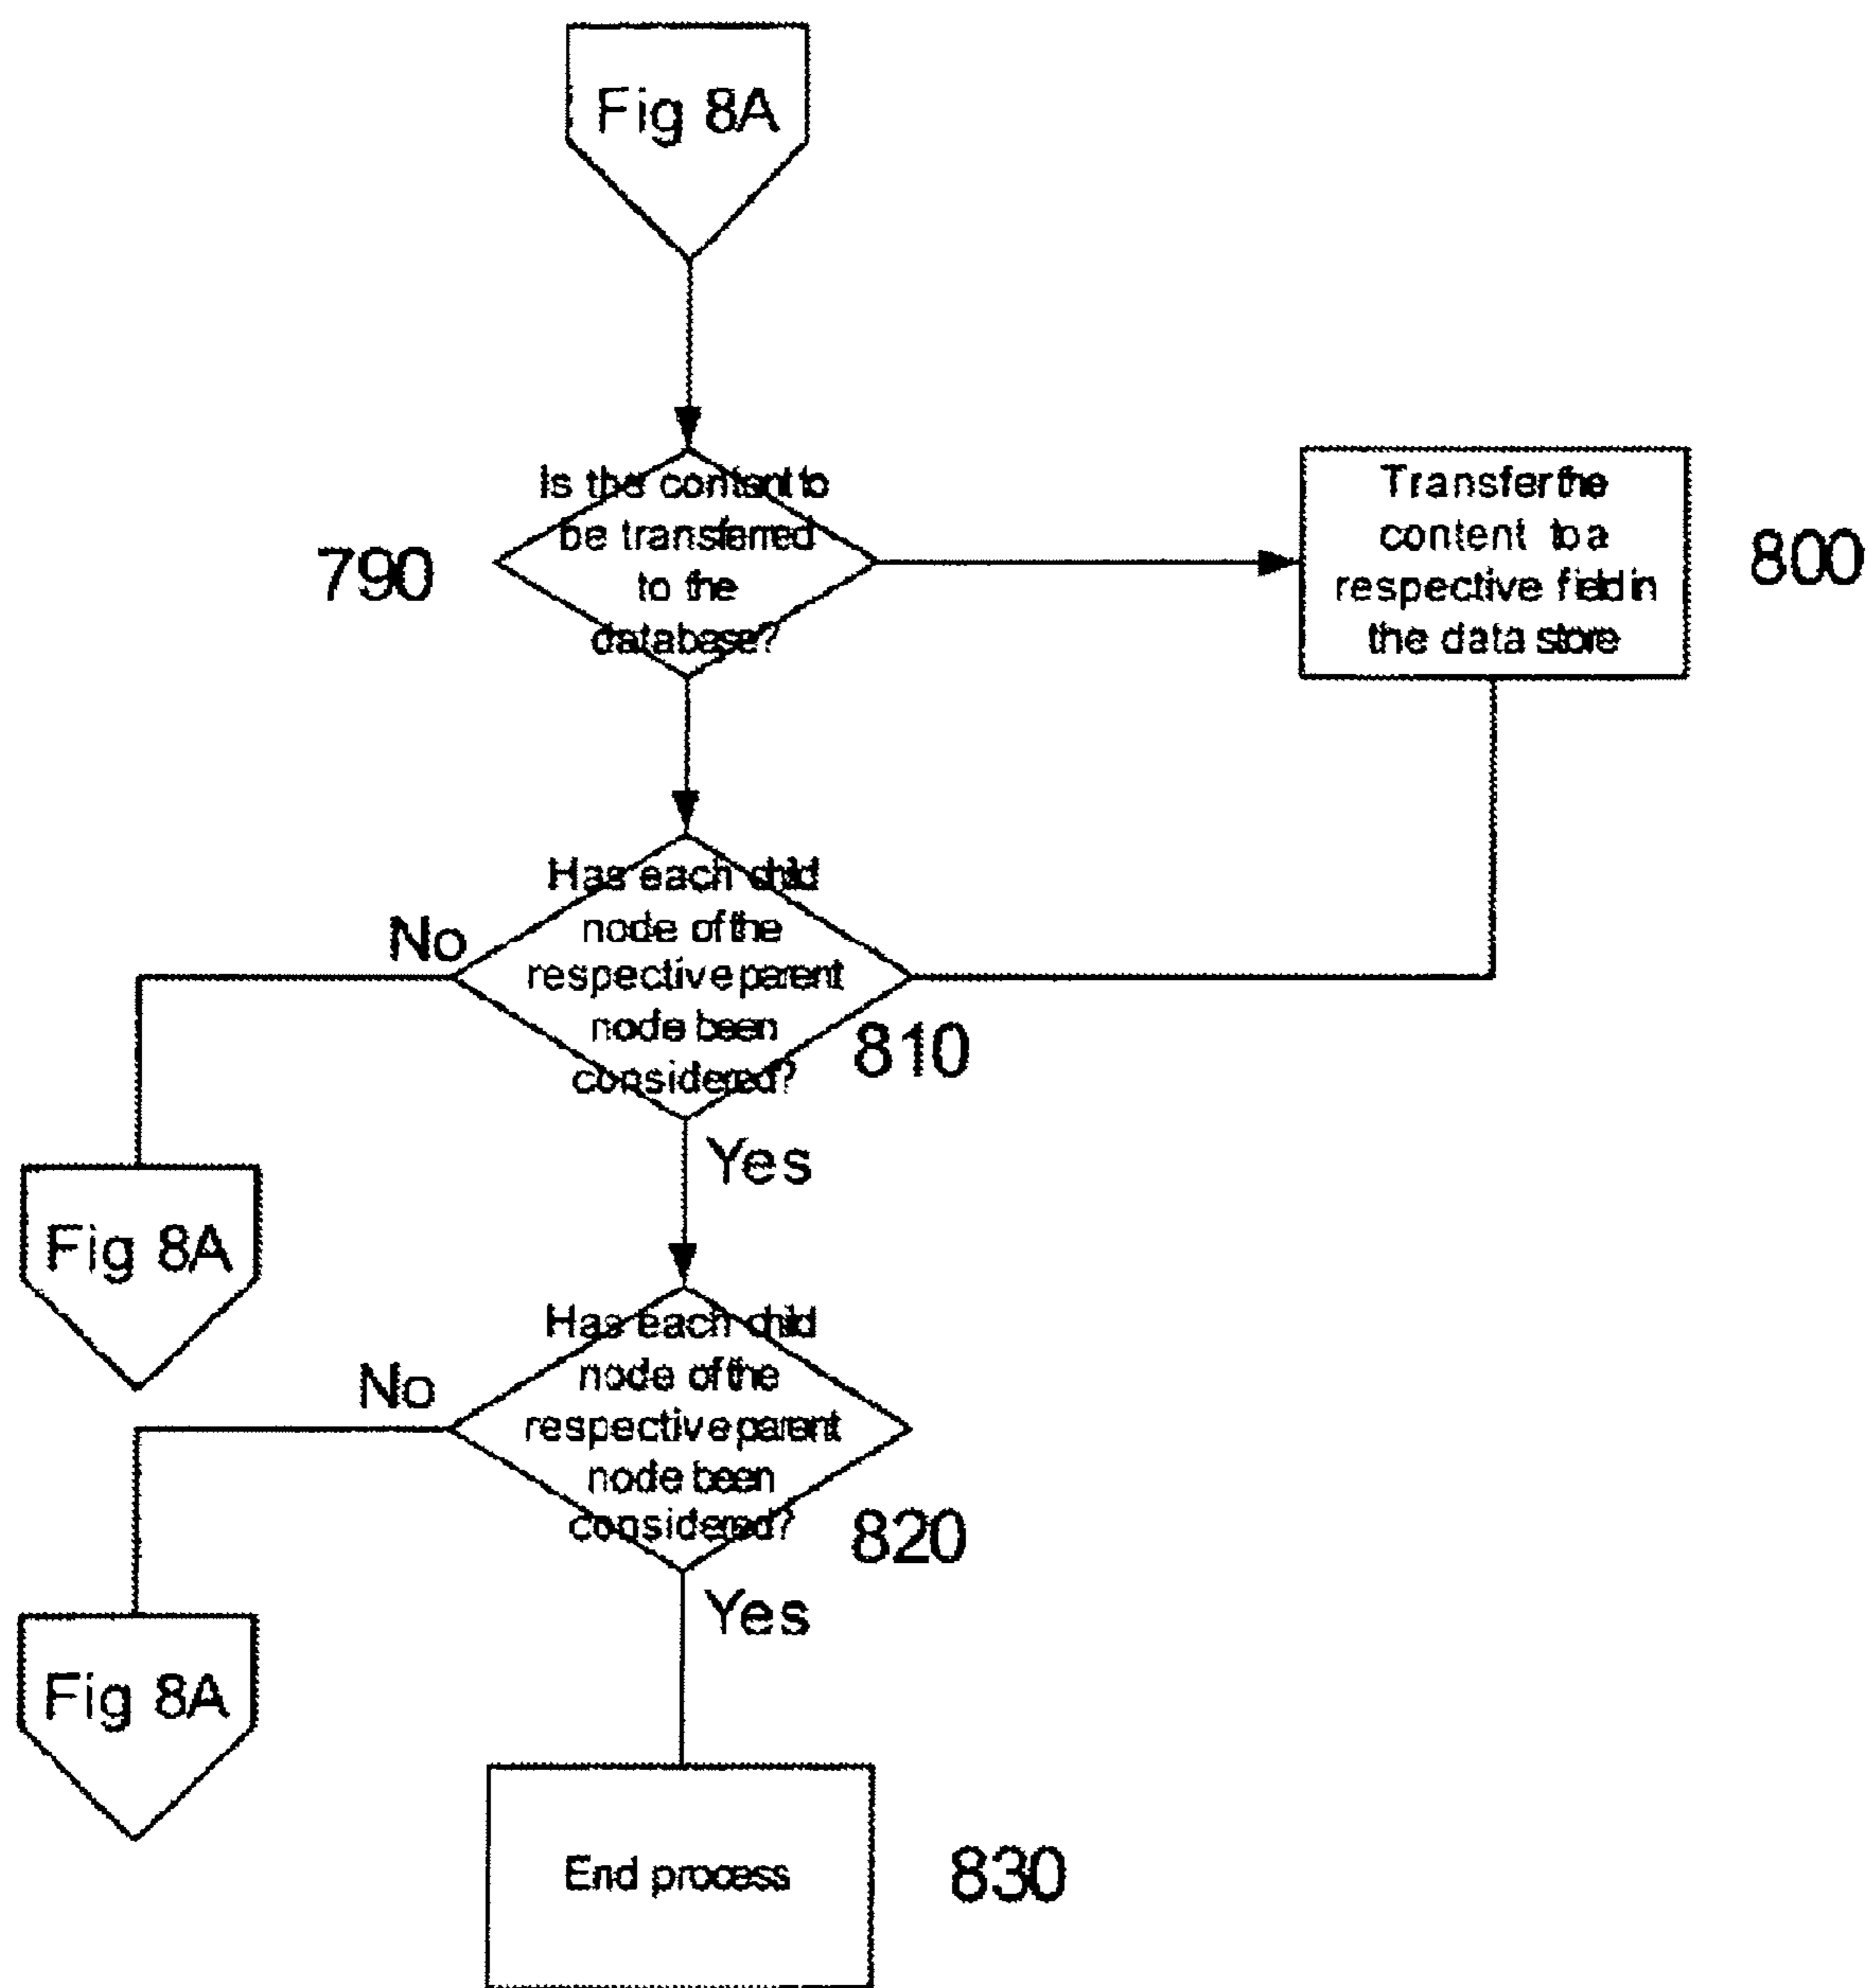 Fig 8A
Is the content to
be transferred
to the
database?
790
Transfer the
content to a
respective field in
the data store
800
Has each child
node of the
respective parent
node been
considered?
No
810
Yes
Fig 8A
Has each child
node of the
respective parent
node been
considered?
No
820
Yes
Fig 8A
End process
830